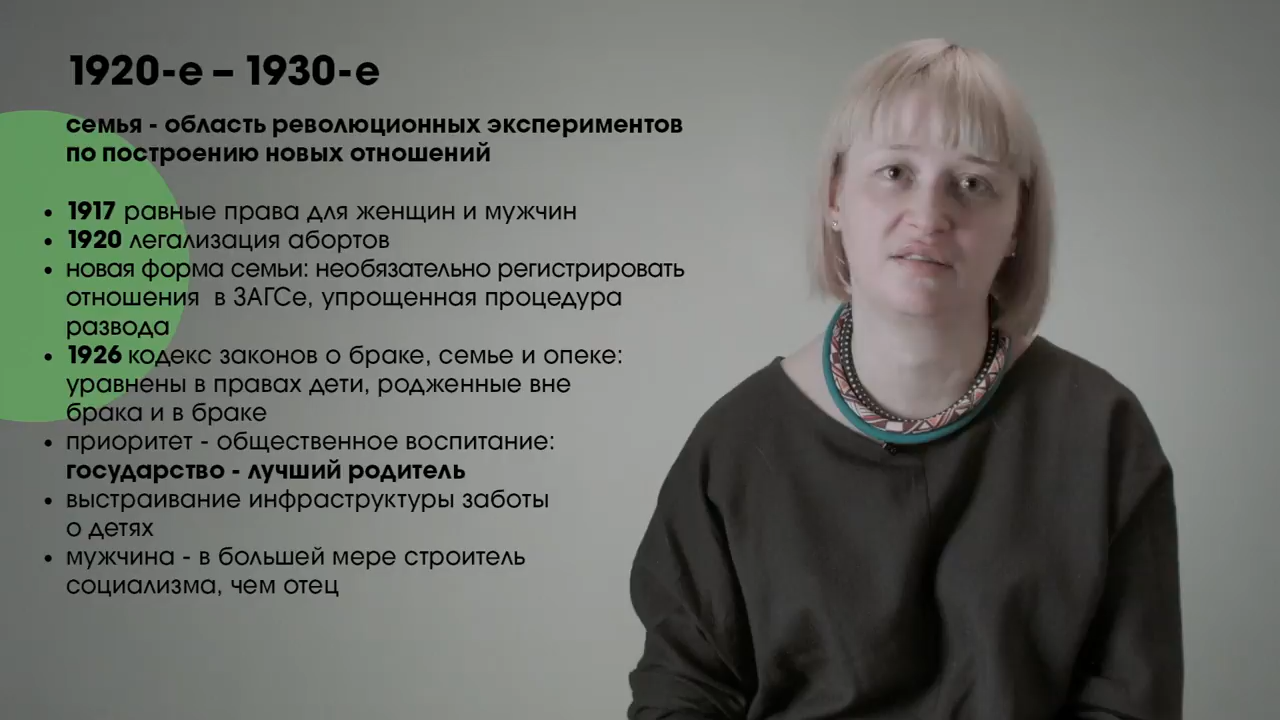 1920-е – 1930-е
семья - область революционных экспериментов
по построению новых отношений
• 1917 равные права для женщин и мужчин
• 1920 легализация абортов
• новая форма семьи: необязательно регистрировать
отношения в ЗАГСе, упрощенная процедура
развода
• 1926 кодекс законов о браке, семье и опеке:
уравнены в правах дети, родженные вне
брака и в браке
• приоритет - общественное воспитание:
государство - лучший родитель
• выстраивание инфраструктуры заботы
о детях
• мужчина - в большей мере строитель
социализма, чем отец